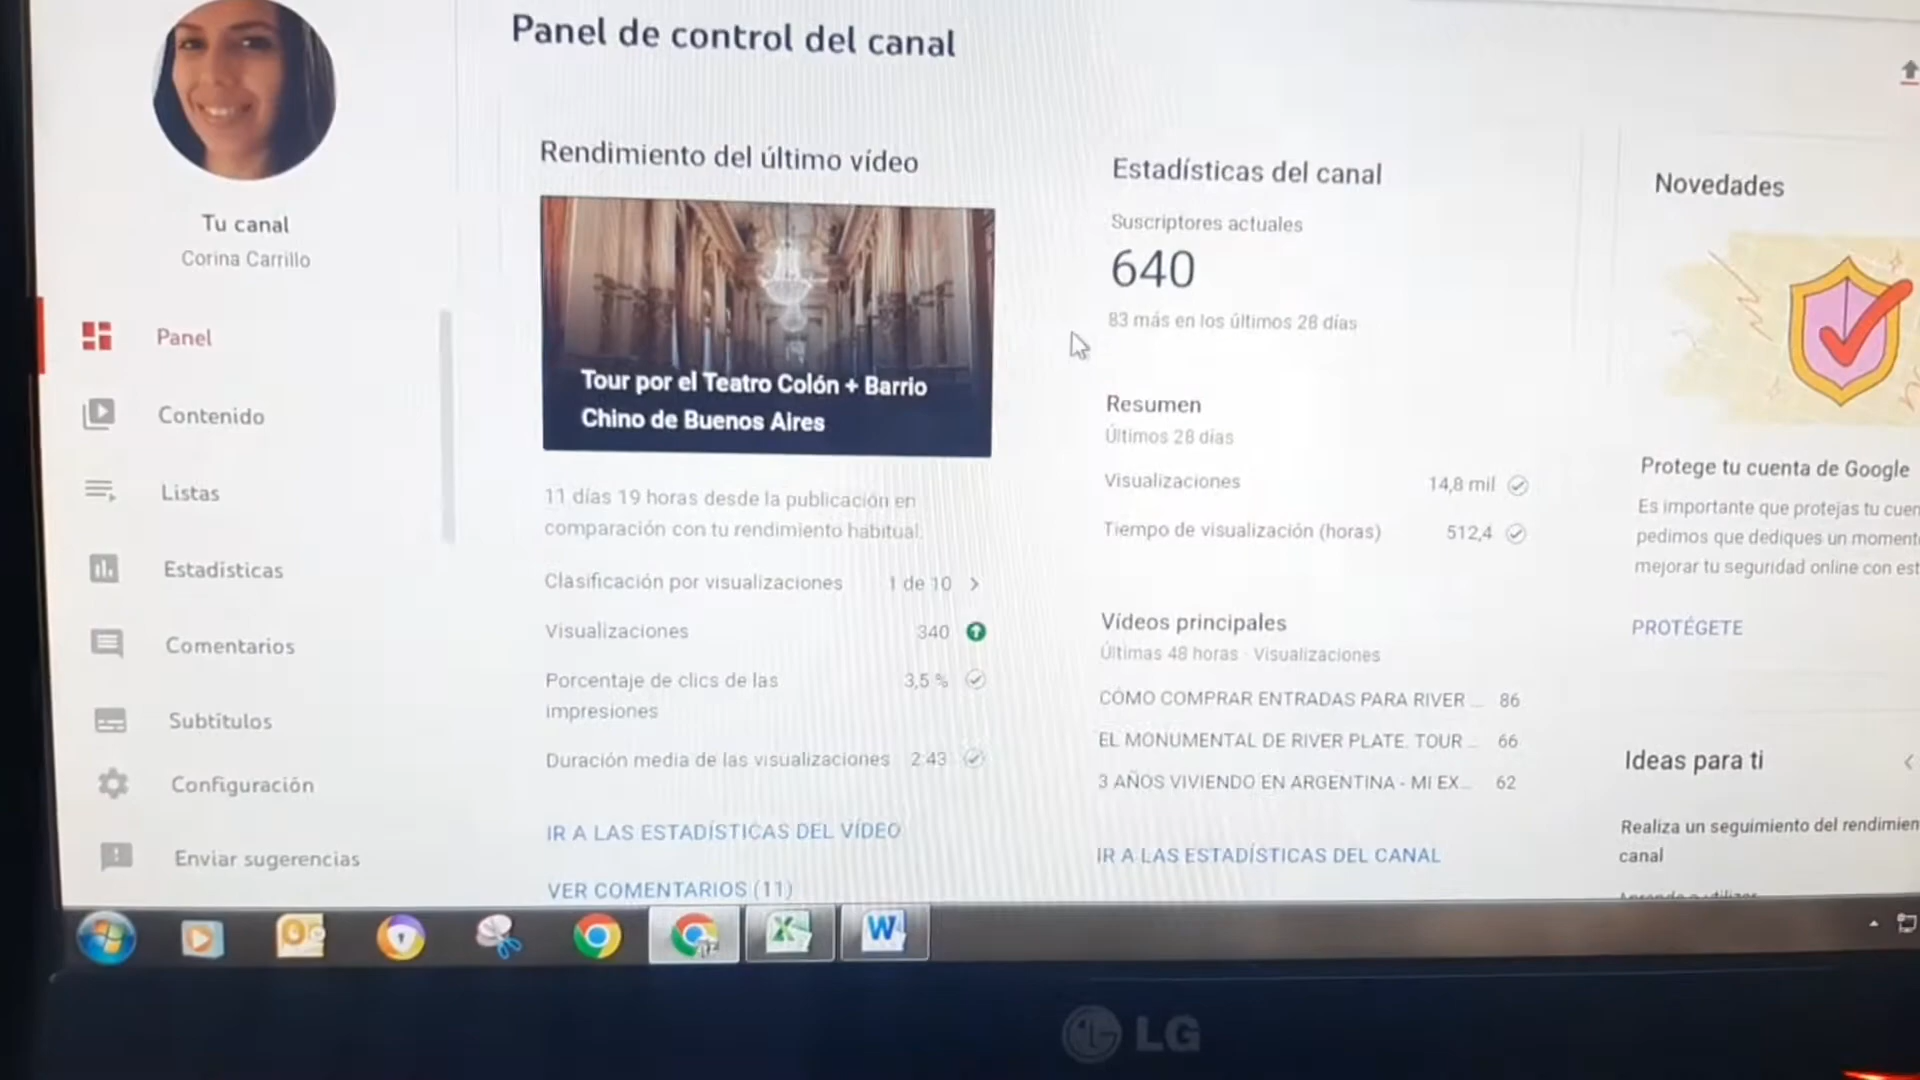 Panel de control del canal
Tu canal
Corina Carrillo
Panel
Contenido
Listas
Estadísticas
Comentarios
Subtítulos
Configuración
Enviar sugerencias
Rendimiento del último vídeo
Tour por el Teatro Colón + Barrio
Chino de Buenos Aires
11 días 19 horas desde la publicación en
comparación con tu rendimiento habitual:
Clasificación por visualizaciones 1 de 10
Visualizaciones 340
Porcentaje de clics de las 3,5 %
impresiones
Duración media de las visualizaciones 2:43
IR A LAS ESTADÍSTICAS DEL VÍDEO
VER COMENTARIOS (11)
Estadísticas del canal
Suscriptores actuales
640
83 más en los últimos 28 días
Resumen
Últimos 28 días
Visualizaciones 14,8 mil
Tiempo de visualización (horas) 512,4
Vídeos principales
Últimas 48 horas · Visualizaciones
CÓMO COMPRAR ENTRADAS PARA RIVER ... 86
EL MONUMENTAL DE RIVER PLATE. TOUR ... 66
3 AÑOS VIVIENDO EN ARGENTINA - MI EX... 62
IR A LAS ESTADÍSTICAS DEL CANAL
Novedades
Protege tu cuenta de Google
Es importante que protejas tu cuen
pedimos que dediques un momento
mejorar tu seguridad online con est
PROTÉGETE
Ideas para ti
Realiza un seguimiento del rendimien
canal
LG